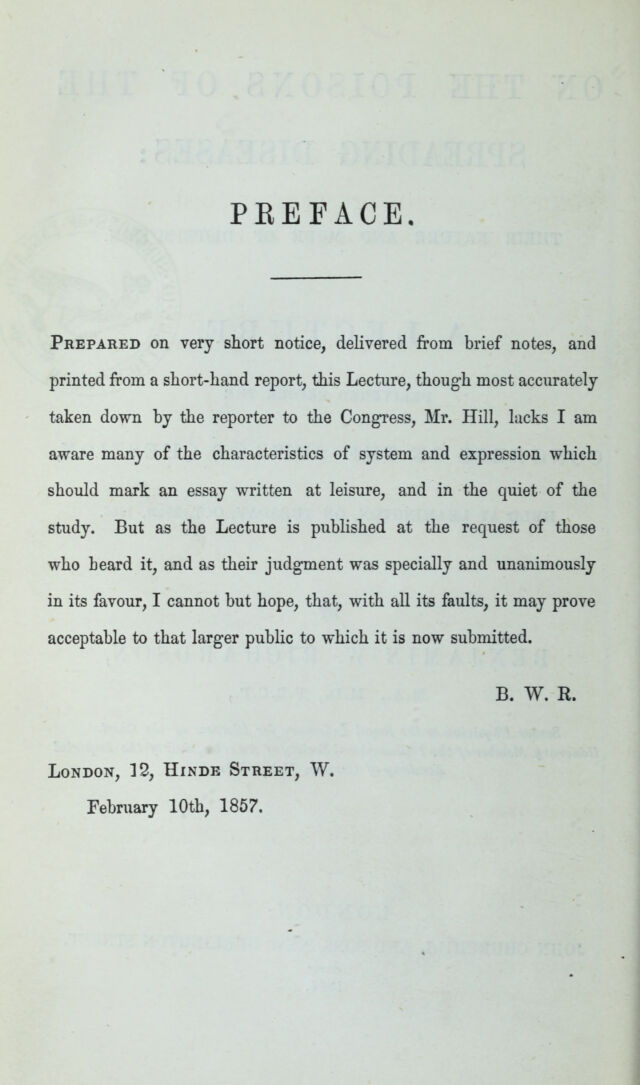 PREFACE.
PREPARED on very short notice, delivered from brief notes, and
printed from a short-hand report, this Lecture, though most accurately
taken down by the reporter to the Congress, Mr. Hill, lacks I am
aware many of the characteristics of system and expression which
should mark an essay written at leisure, and in the quiet of the
study. But as the Lecture is published at the request of those
who heard it, and as their judgment was specially and unanimously
in its favour, I cannot but hope, that, with all its faults, it may prove
acceptable to that larger public to which it is now submitted.
B. W. R.
LONDON, 12, HINDE STREET, W.
February 10th, 1857.